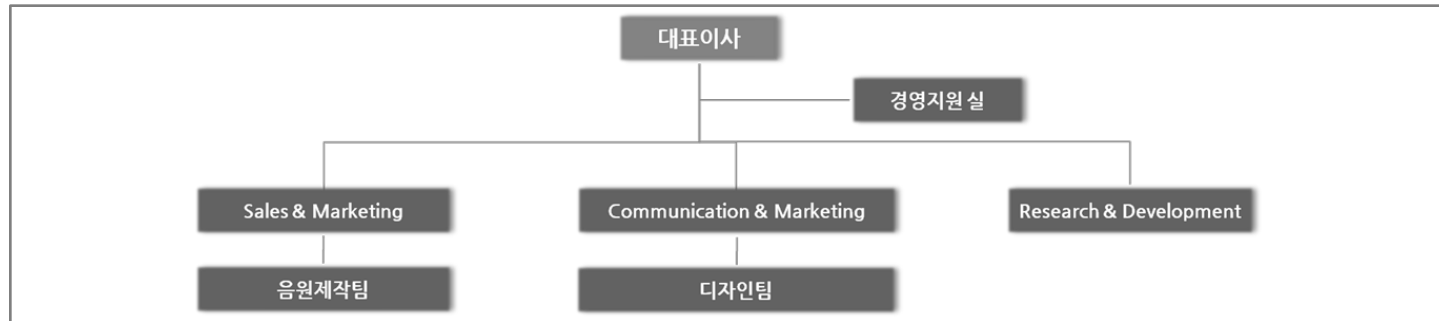 대표이사
경영지원 실
Sales & Marketing
Communication & Marketing
Research & Development
음원제작팀
디자인팀